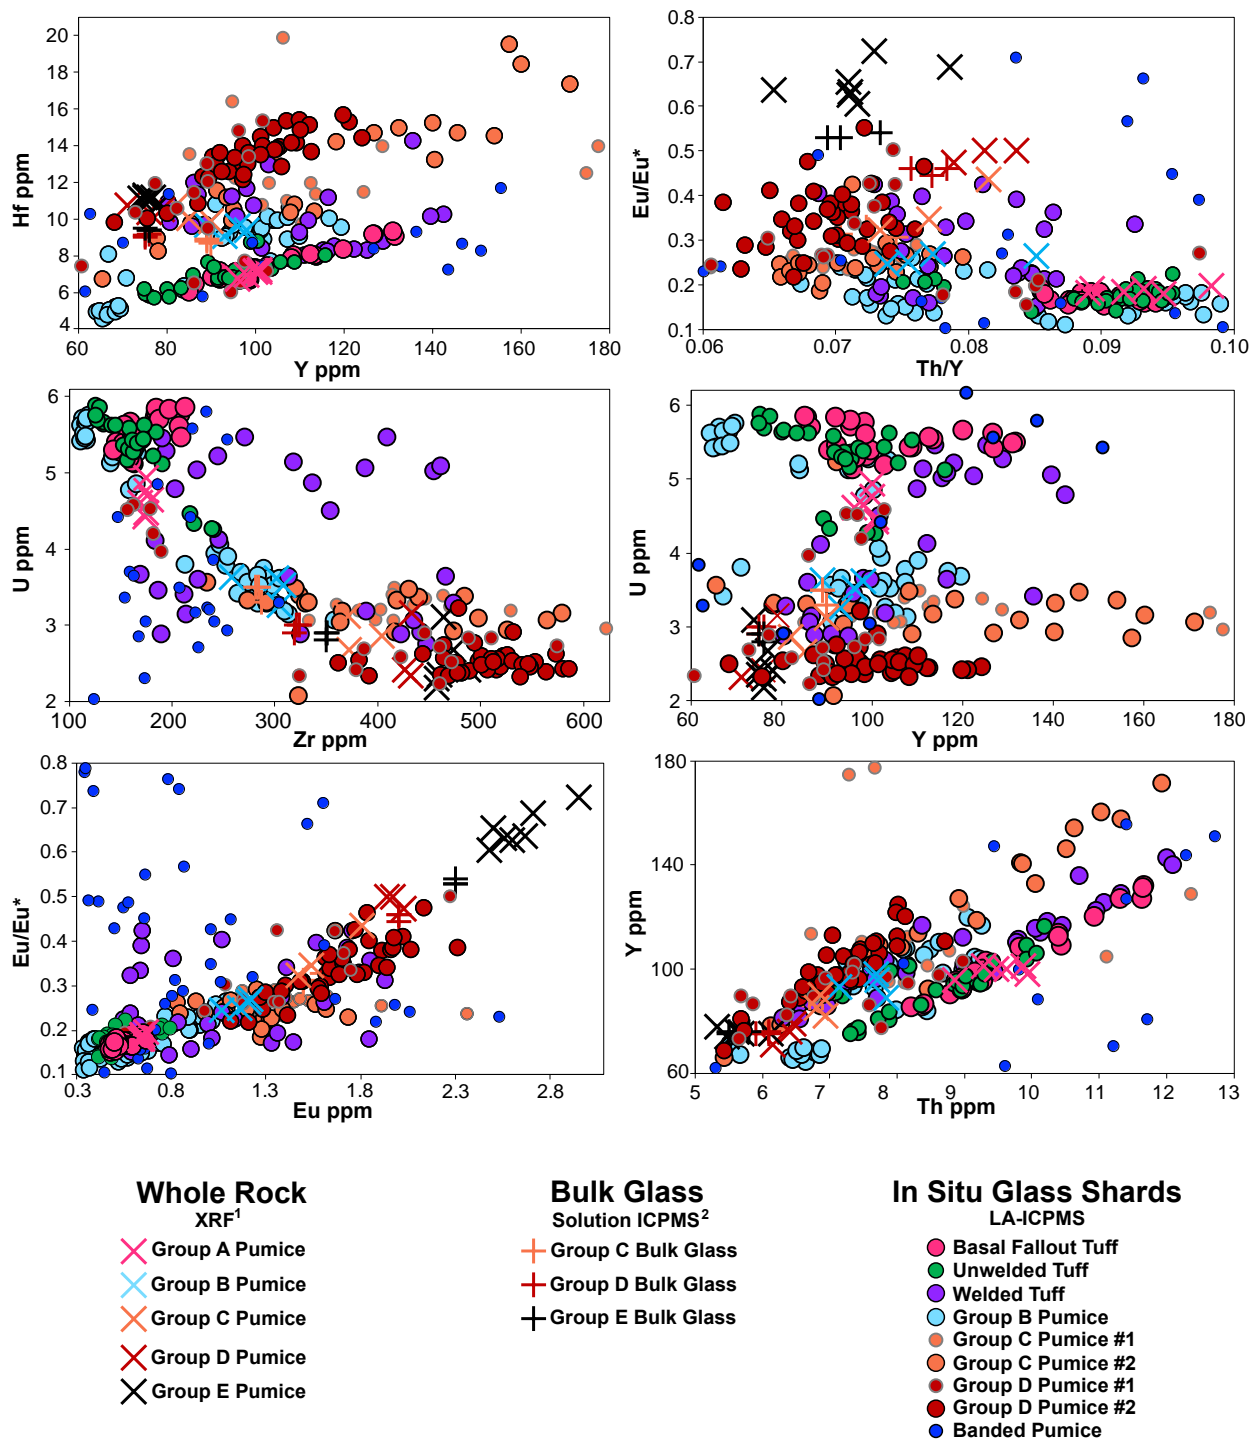 20
18
16
14
12
10
8
6
4
60
80
100
120
140
160
180
Hf ppm
Y ppm
0.8
0.7
0.6
0.5
0.4
0.3
0.2
0.1
0.06
0.07
0.08
0.09
0.10
Eu/Eu*
Th/Y
6
5
4
3
2
100
200
300
400
500
600
U ppm
Zr ppm
6
5
4
3
2
60
80
100
120
140
160
180
U ppm
Y ppm
0.8
0.7
0.6
0.5
0.4
0.3
0.2
0.1
0.3
0.8
1.3
1.8
2.3
2.8
Eu/Eu*
Eu ppm
180
140
100
60
5
6
7
8
9
10
11
12
13
Y ppm
Th ppm
Whole Rock
XRF1
Group A Pumice
Group B Pumice
Group C Pumice
Group D Pumice
Group E Pumice
Bulk Glass
Solution ICPMS2
Group C Bulk Glass
Group D Bulk Glass
Group E Bulk Glass
In Situ Glass Shards
LA-ICPMS
Basal Fallout Tuff
Unwelded Tuff
Welded Tuff
Group B Pumice
Group C Pumice #1
Group C Pumice #2
Group D Pumice #1
Group D Pumice #2
Banded Pumice